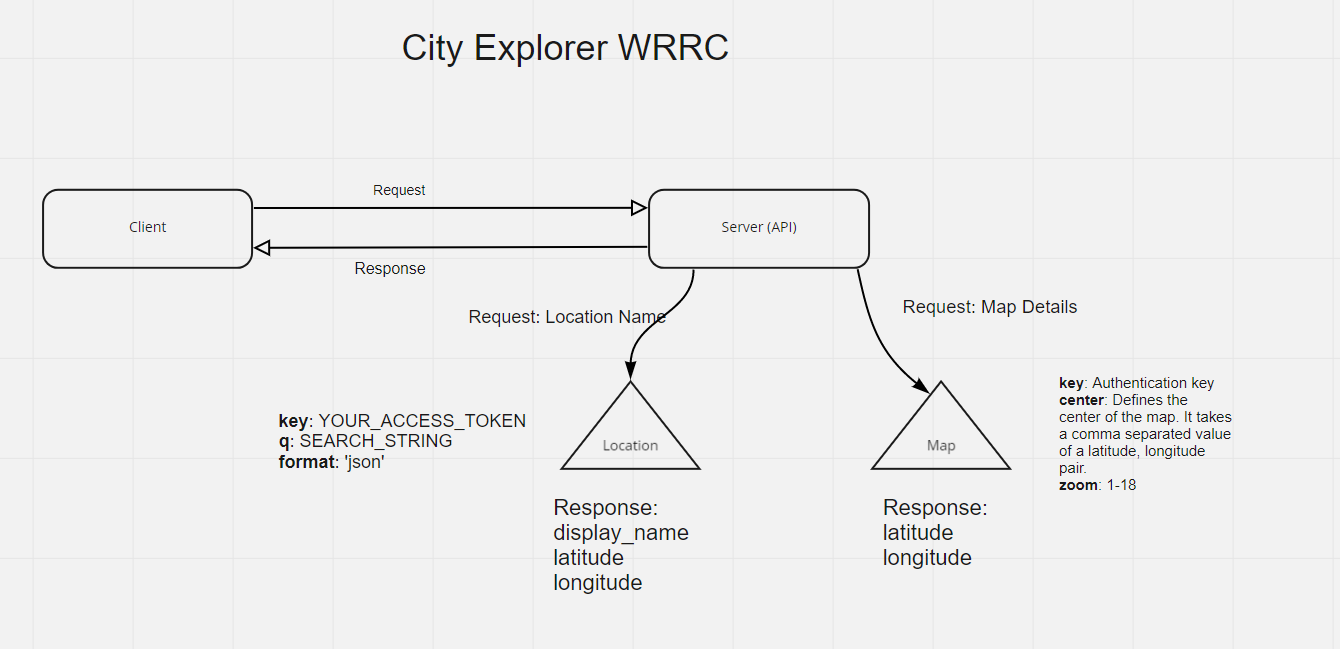 City Explorer WRRC
Request
Client
Server (API)
Response
Request: Location Name
Request: Map Details
key: YOUR_ACCESS_TOKEN
q: SEARCH_STRING
format: 'json'
Location
Map
key: Authentication key
center: Defines the
center of the map. It takes
a comma separated value
of a latitude, longitude
pair.
zoom: 1-18
Response:
display_name
latitude
longitude
Response:
latitude
longitude